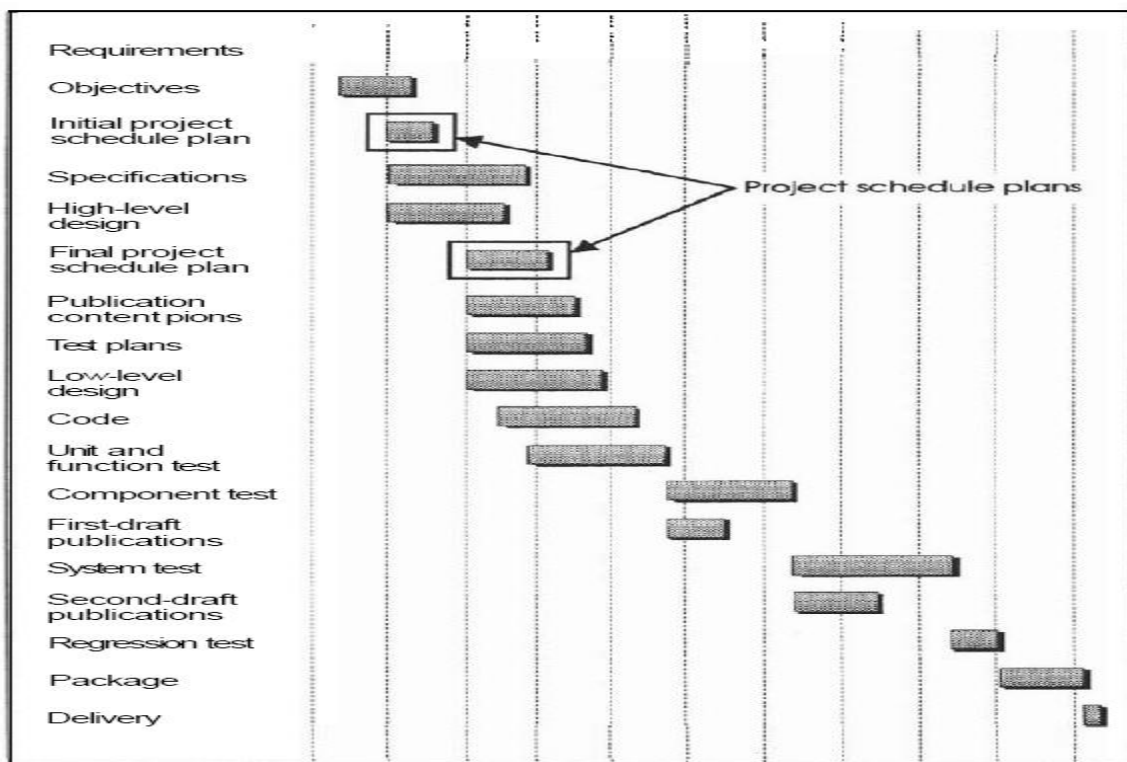 Requirements
Objectives
Initial project
schedule plan
Specifications
High-level
design
Project schedule plans
Final project
schedule plan
Publication
content pions
Test plans
Low-level
design
Code
Unit and
function test
Component test
First-draft
publications
System test
Second-draft
publications
Regression test
Package
Delivery